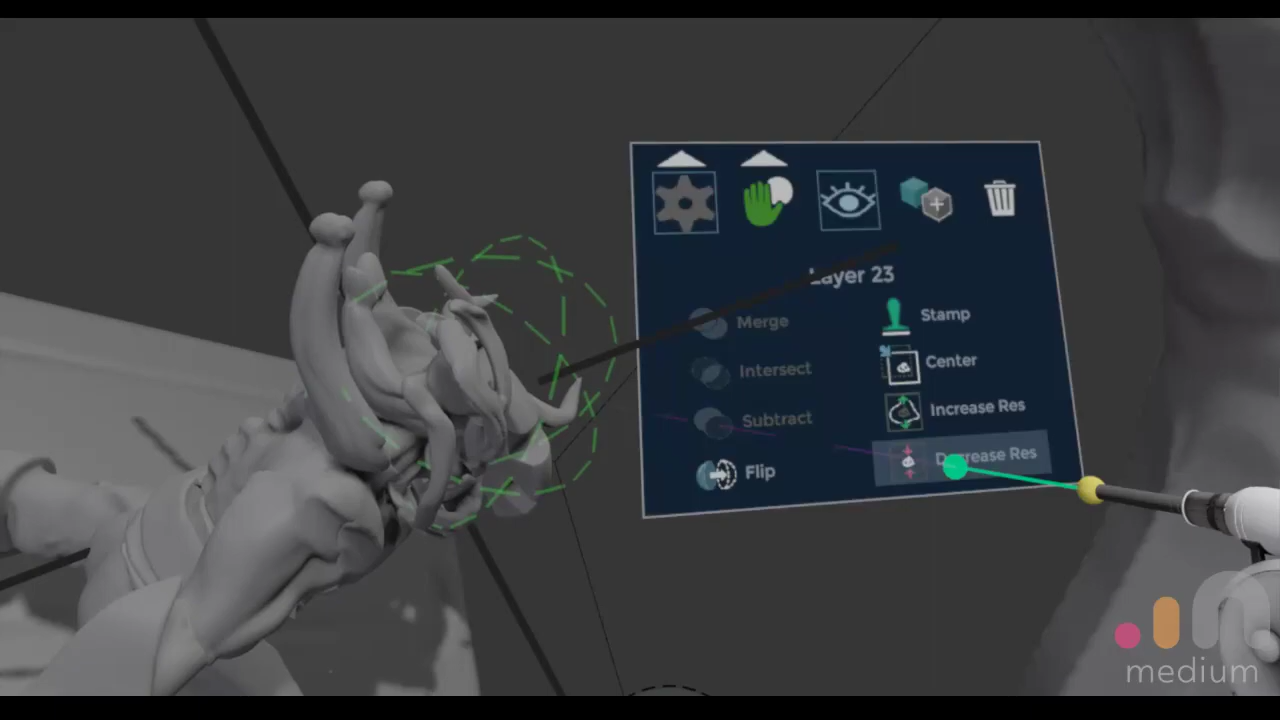 Layer 23
Merge
Stamp
Intersect
Center
Subtract
Increase Res
Flip
Decrease Res
medium